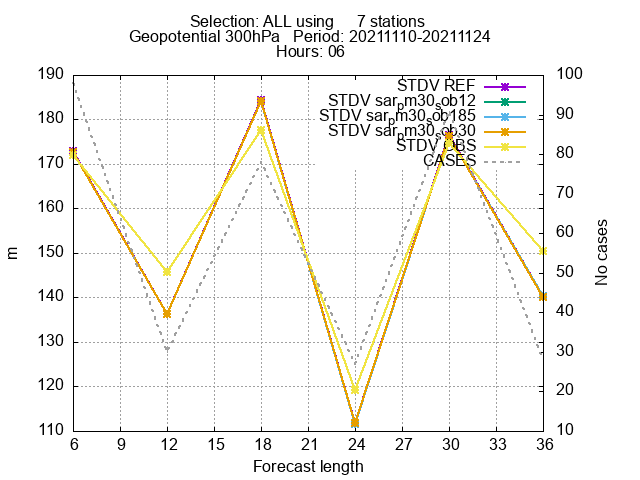 Selection: ALL using 7 stations
Geopotential 300hPa Period: 20211110-20211124
Hours: 06
190
180
170
160
150
140
130
120
110
m
100
90
80
70
60
50
40
30
20
10
No cases
STDV REF
STDV sar_pm30_sob12
STDV sar_pm30_sob185
STDV sar_pm30_sob30
STDV OBS
CASES
6 9 12 15 18 21 24 27 30 33 36
Forecast length